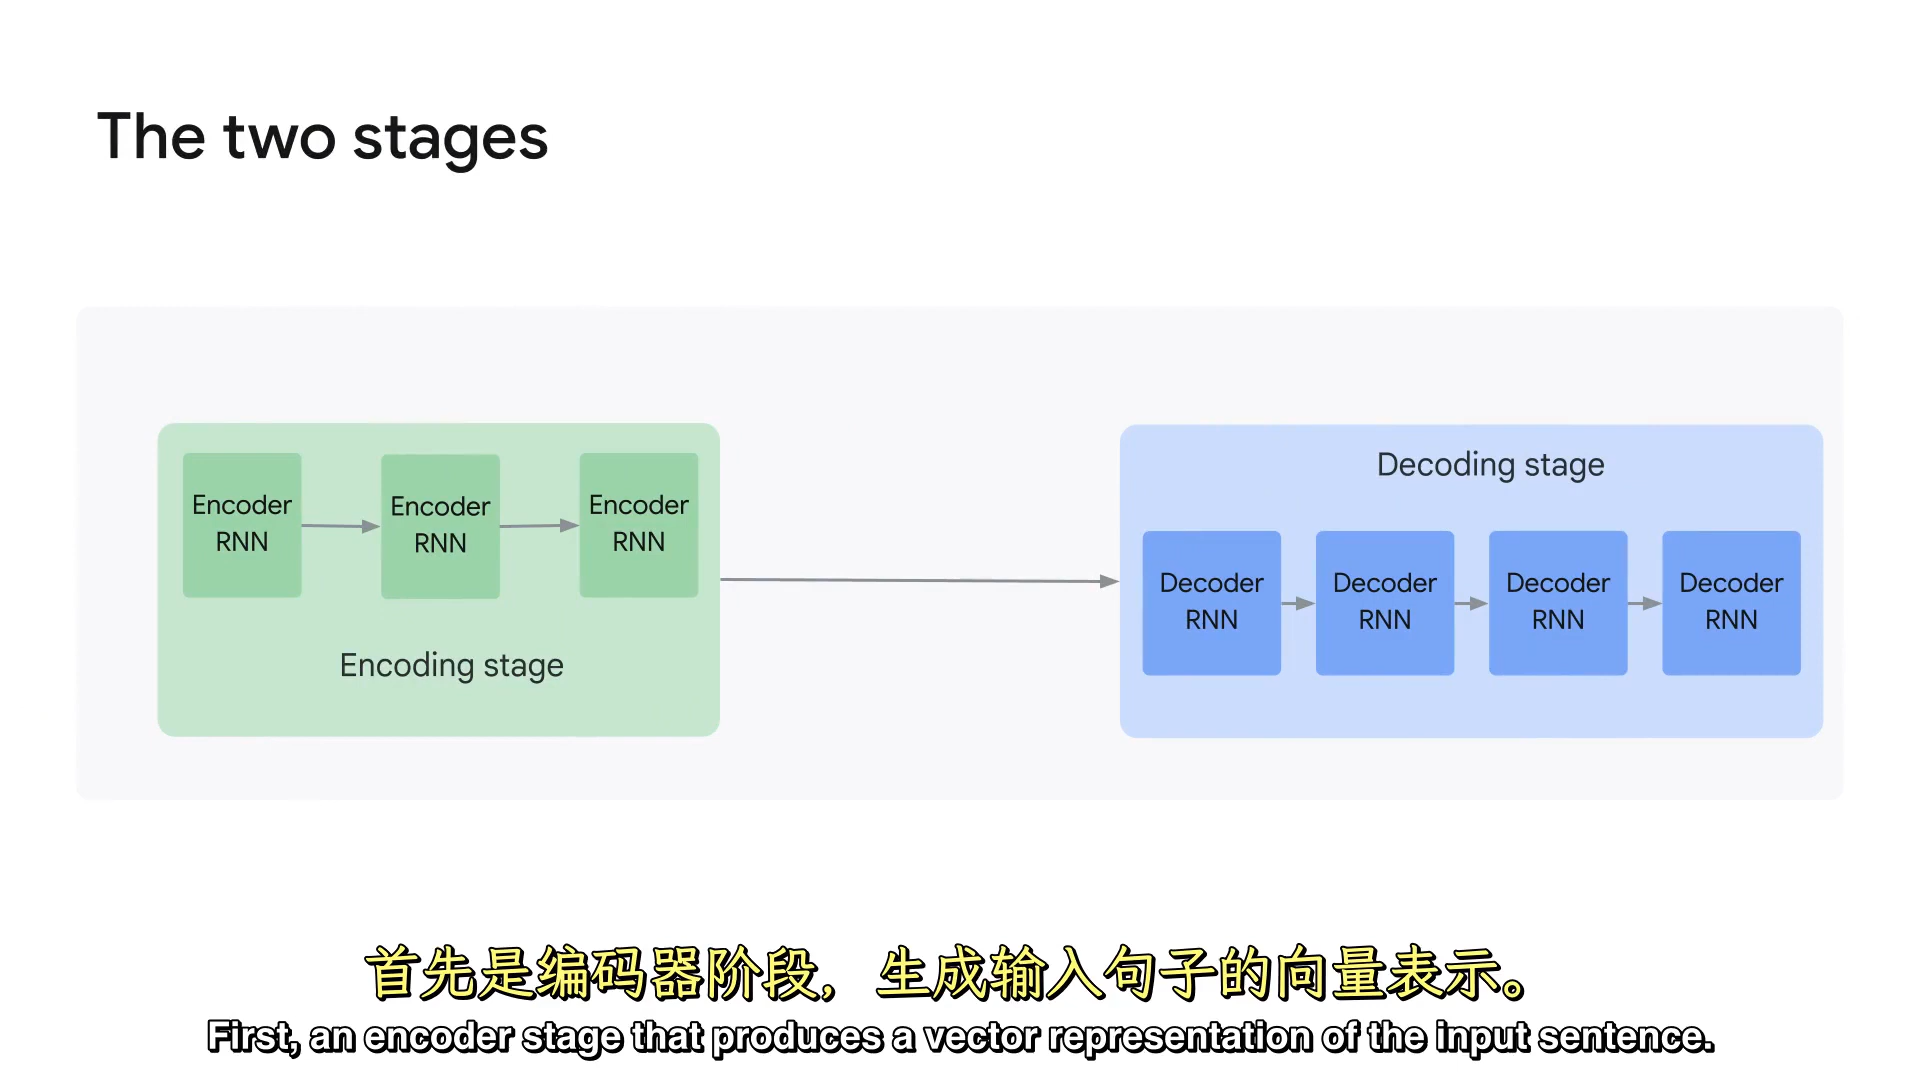 The two stages
Encoder
RNN
Encoder
RNN
Encoder
RNN
Encoding stage
Decoding stage
Decoder
RNN
Decoder
RNN
Decoder
RNN
Decoder
RNN
首先是编码器阶段，生成输入句子的向量表示。
First, an encoder stage that produces a vector representation of the input sentence.